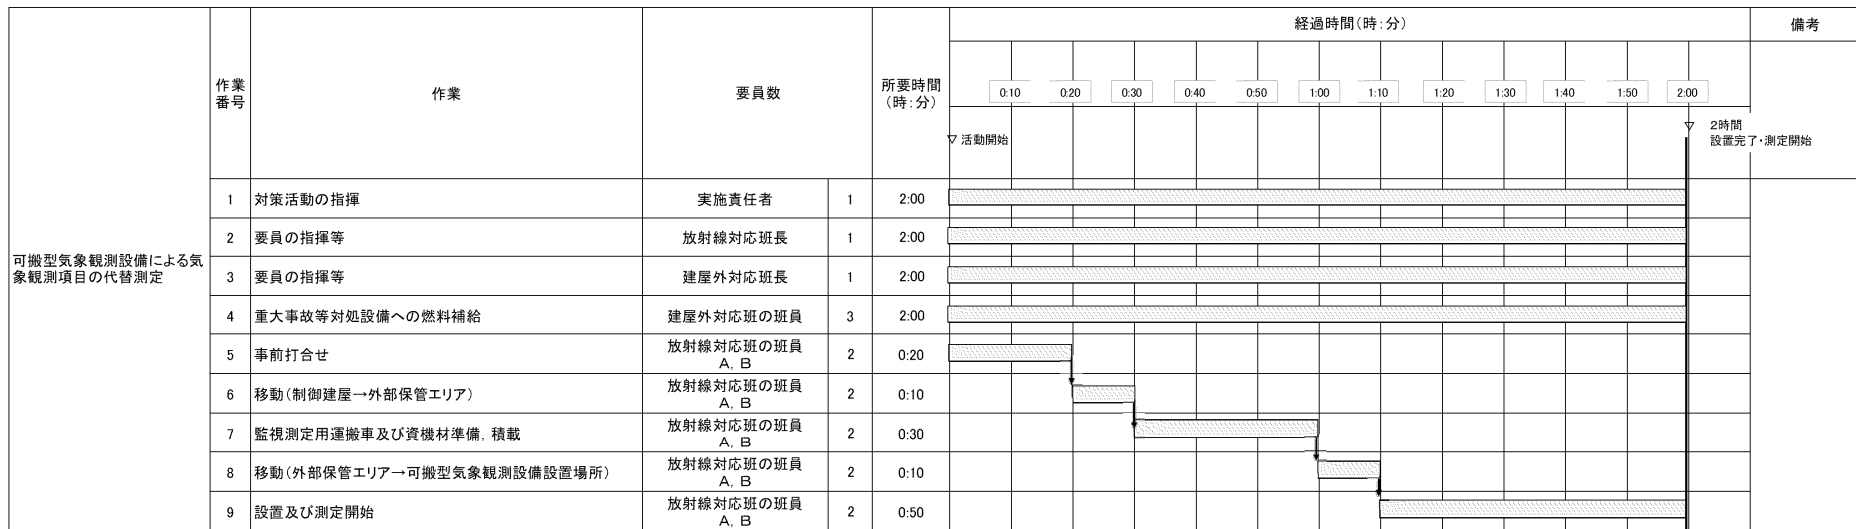 経過時間(時:分)
備考
作業
番号
作業
要員数
所要時間
(時:分)
0:10
0:20
0:30
0:40
0:50
1:00
1:10
1:20
1:30
1:40
1:50
2:00
▽ 活動開始
▽ 2時間
設置完了・測定開始
可搬型気象観測設備による気
象観測項目の代替測定
1 対策活動の指揮 実施責任者 1 2:00
2 要員の指揮等 放射線対応班長 1 2:00
3 要員の指揮等 建屋外対応班長 1 2:00
4 重大事故等対処設備への燃料補給 建屋外対応班の班員 3 2:00
5 事前打合せ 放射線対応班の班員 2 0:20
A, B
6 移動(制御建屋→外部保管エリア) 放射線対応班の班員 2 0:10
A, B
7 監視測定用運搬車及び資機材準備, 積載 放射線対応班の班員 2 0:30
A, B
8 移動(外部保管エリア→可搬型気象観測設備設置場所) 放射線対応班の班員 2 0:10
A, B
9 設置及び測定開始 放射線対応班の班員 2 0:50
A, B